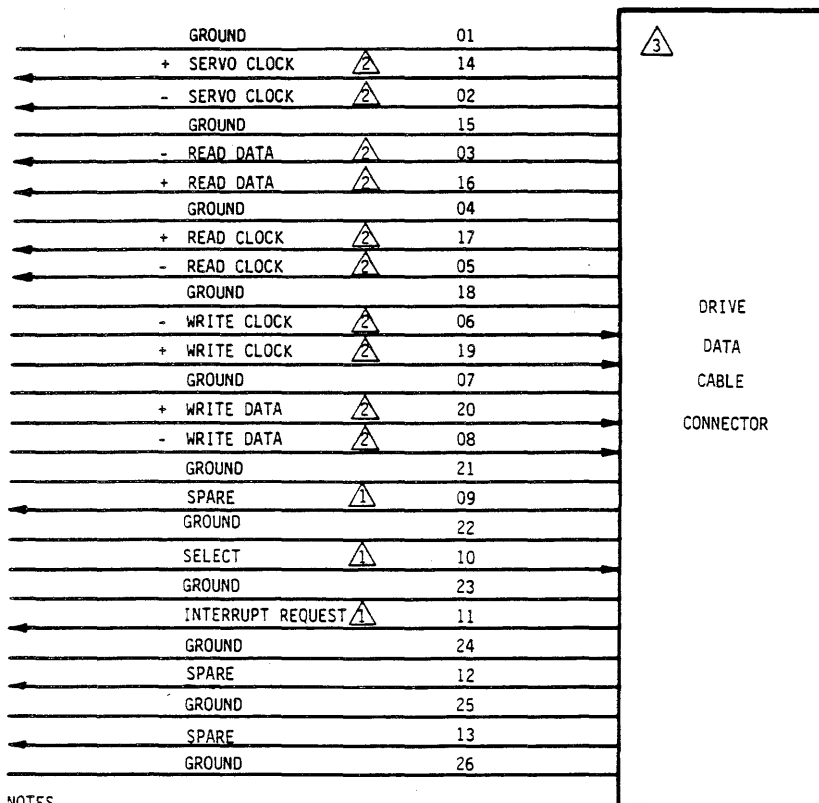 GROUND 01
+ SERVO CLOCK 2 14
- SERVO CLOCK 2 02
GROUND 15
- READ DATA 2 03
+ READ DATA 2 16
GROUND 04
+ READ CLOCK 2 17
- READ CLOCK 2 05
GROUND 18
- WRITE CLOCK 2 06
+ WRITE CLOCK 2 19
GROUND 07
+ WRITE DATA 2 20
- WRITE DATA 2 08
GROUND 21
SPARE 1 09
GROUND 22
SELECT 1 10
GROUND 23
INTERRUPT REQUEST 1 11
GROUND 24
SPARE 12
GROUND 25
SPARE 13
GROUND 26
3
DRIVE
DATA
CABLE
CONNECTOR
NOTES